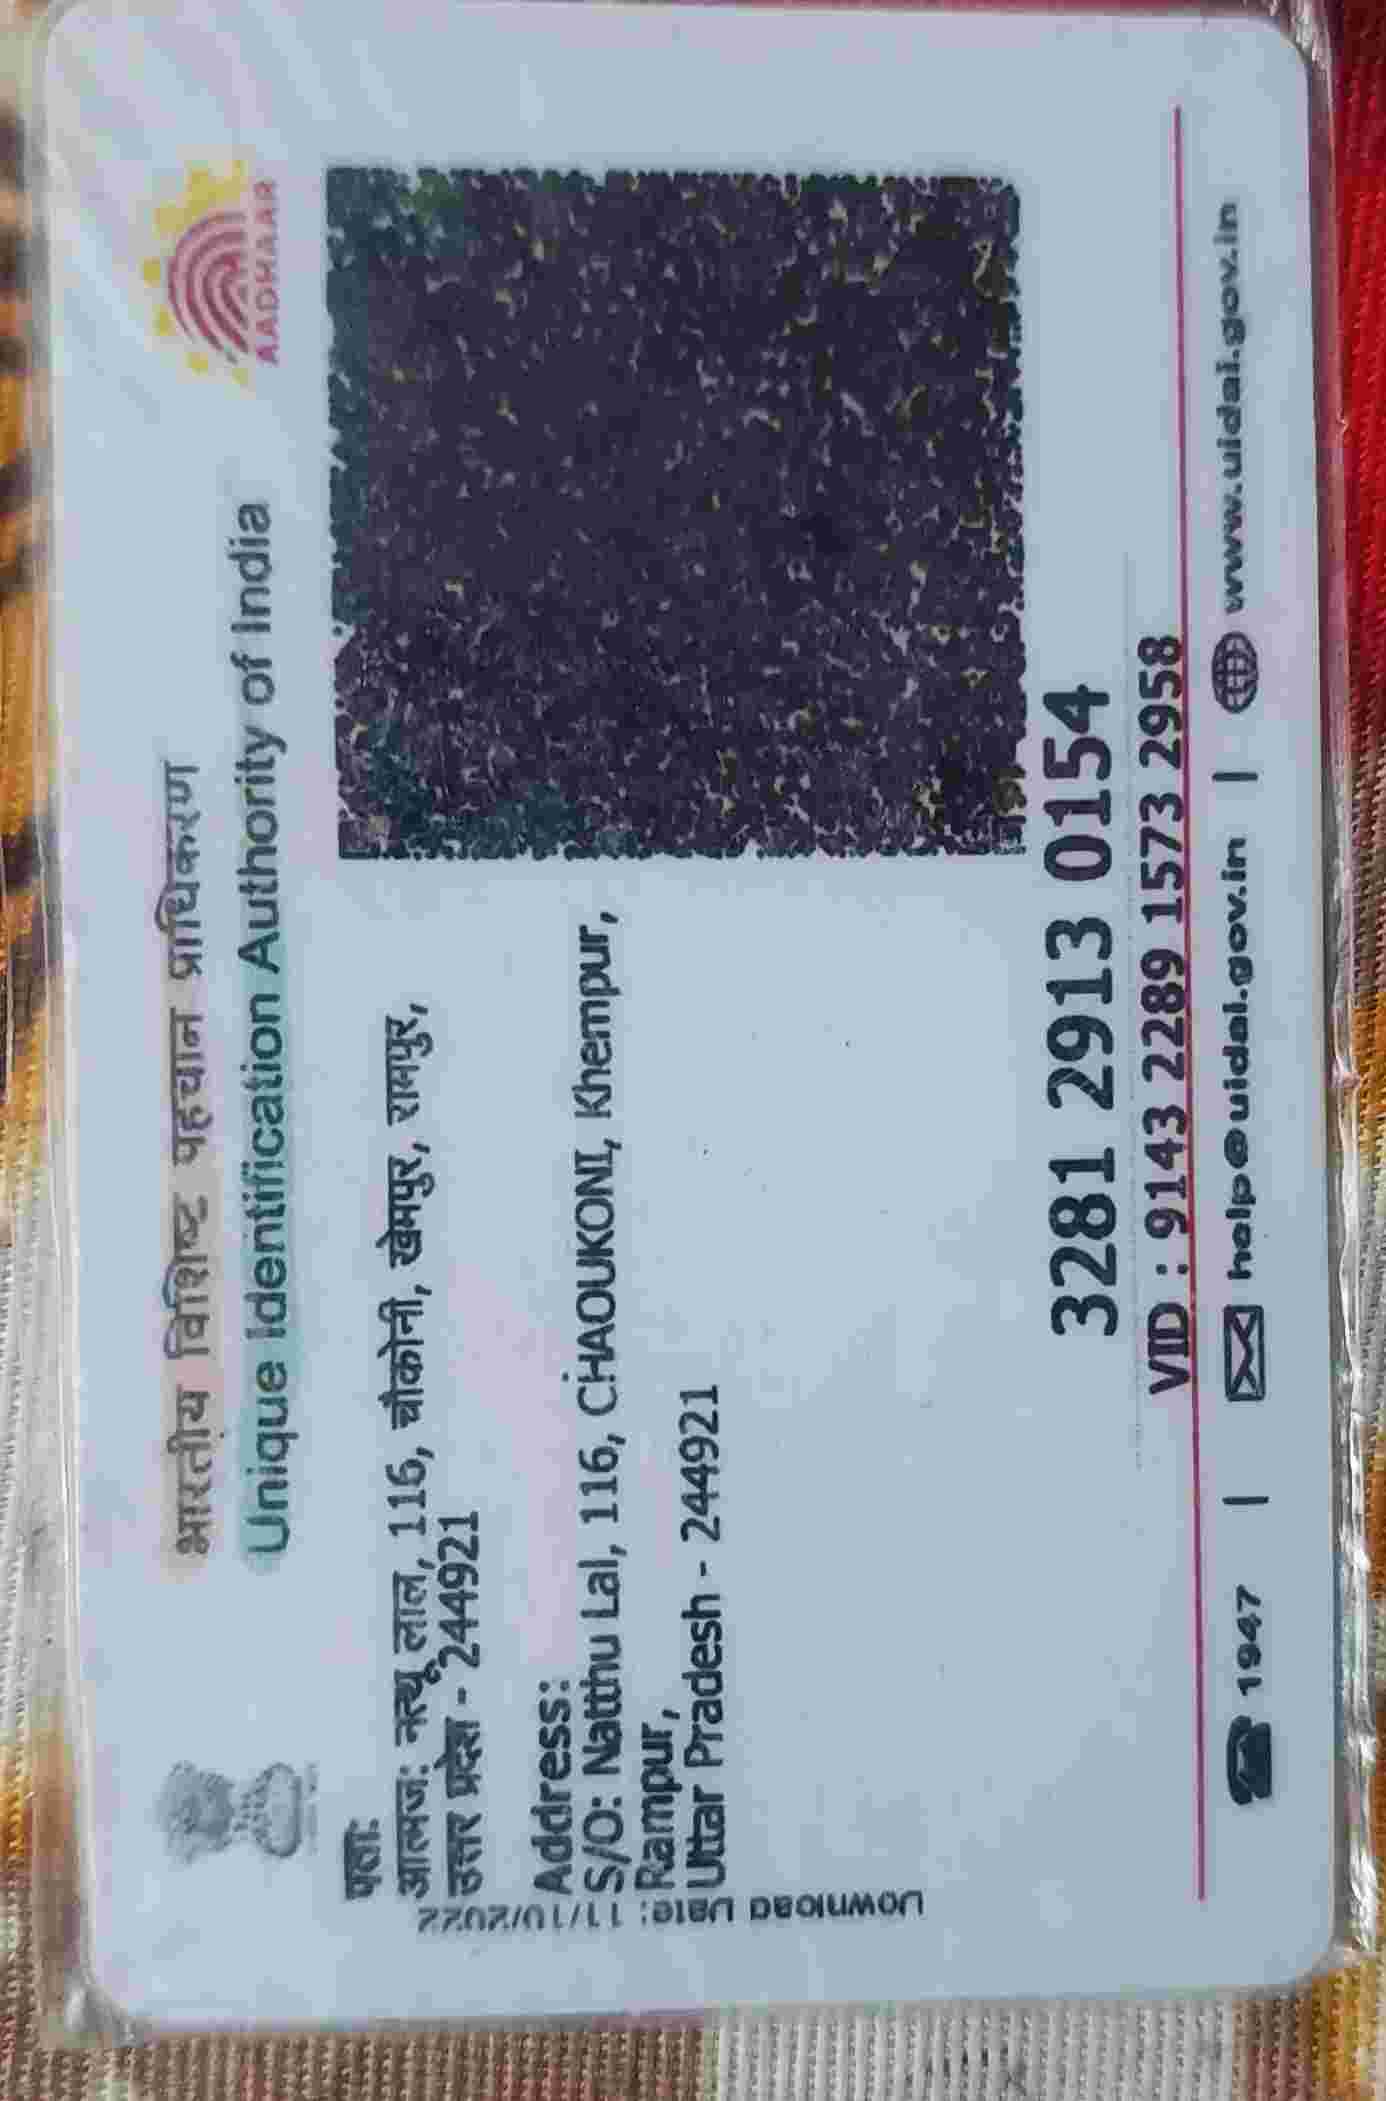 भारतीय विशिष्ट पहचान प्राधिकरण
Unique Identification Authority of India
AADHAAR
पता:
आत्मज: नत्थू लाल, 116, चौकोनी, खेमपुर, रामपुर,
उत्तर प्रदेश - 244921
Address:
S/O: Natthu Lal, 116, CHAOUKONI, Khempur,
Rampur,
Uttar Pradesh - 244921
Download Date: 11/10/2022
3281 2913 0154
VID : 9143 2289 1573 2958
1947 | help@uidai.gov.in | www.uidai.gov.in